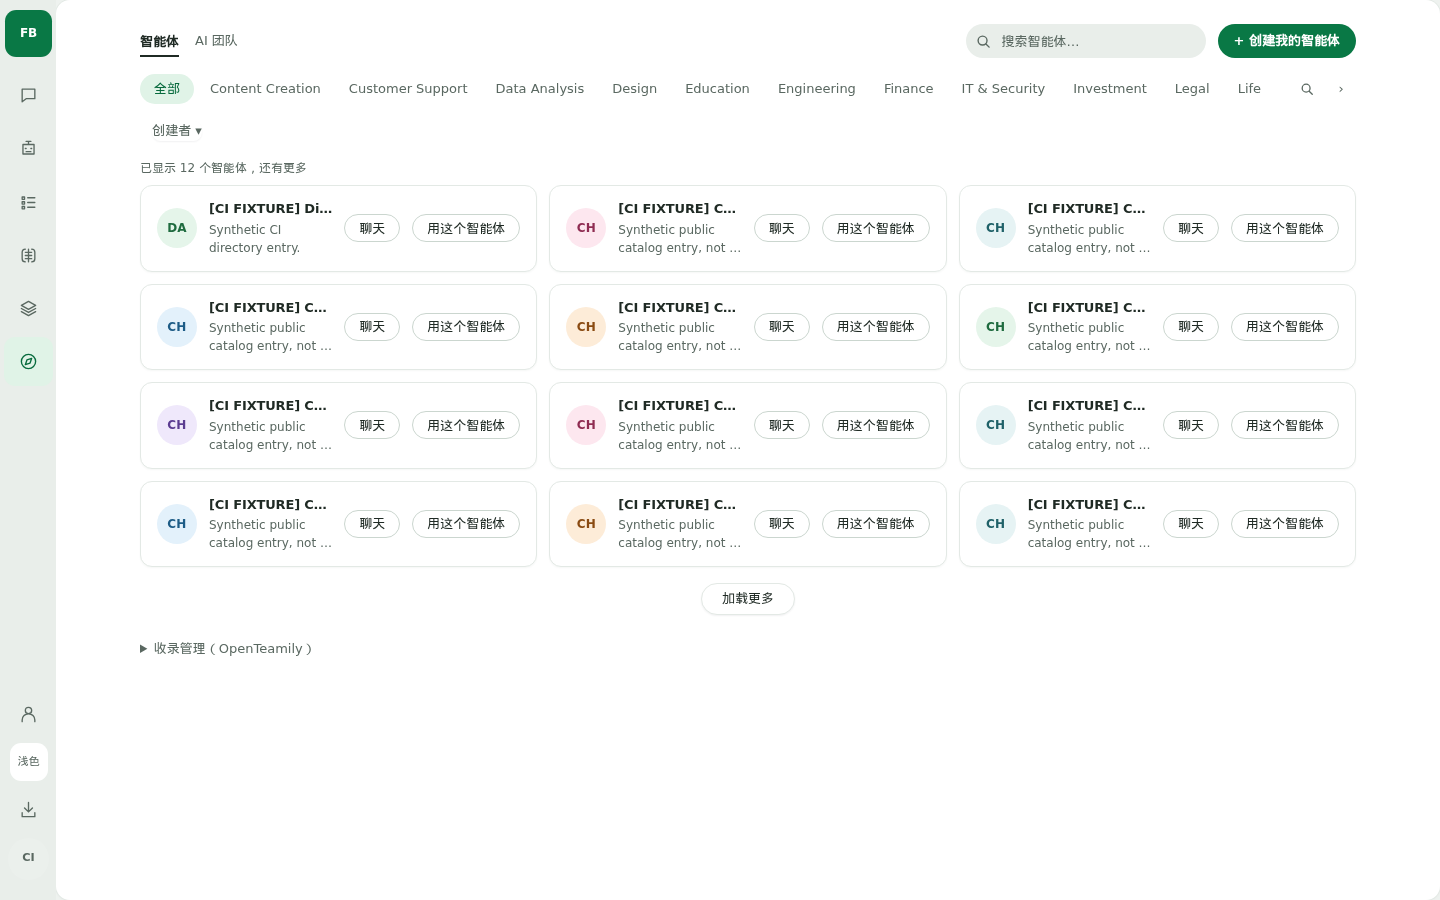 FB
智能体
AI 团队
搜索智能体…
+ 创建我的智能体
全部
Content Creation
Customer Support
Data Analysis
Design
Education
Engineering
Finance
IT & Security
Investment
Legal
Life
›
创建者 ▾
已显示 12 个智能体，还有更多
DA
[CI FIXTURE] Di…
Synthetic CI
directory entry.
聊天
用这个智能体
CH
[CI FIXTURE] C…
Synthetic public
catalog entry, not …
聊天
用这个智能体
CH
[CI FIXTURE] C…
Synthetic public
catalog entry, not …
聊天
用这个智能体
CH
[CI FIXTURE] C…
Synthetic public
catalog entry, not …
聊天
用这个智能体
CH
[CI FIXTURE] C…
Synthetic public
catalog entry, not …
聊天
用这个智能体
CH
[CI FIXTURE] C…
Synthetic public
catalog entry, not …
聊天
用这个智能体
CH
[CI FIXTURE] C…
Synthetic public
catalog entry, not …
聊天
用这个智能体
CH
[CI FIXTURE] C…
Synthetic public
catalog entry, not …
聊天
用这个智能体
CH
[CI FIXTURE] C…
Synthetic public
catalog entry, not …
聊天
用这个智能体
CH
[CI FIXTURE] C…
Synthetic public
catalog entry, not …
聊天
用这个智能体
CH
[CI FIXTURE] C…
Synthetic public
catalog entry, not …
聊天
用这个智能体
CH
[CI FIXTURE] C…
Synthetic public
catalog entry, not …
聊天
用这个智能体
加载更多
▶ 收录管理（OpenTeamily）
浅色
CI